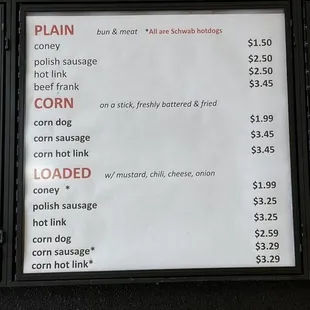 PLAIN bun & meat *All are Schwab hotdogs
coney $1.50
polish sausage $2.50
hot link $2.50
beef frank $3.45
CORN on a stick, freshly battered & fried
corn dog $1.99
corn sausage $3.45
corn hot link $3.45
LOADED w/ mustard, chili, cheese, onion
coney * $1.99
polish sausage $3.25
hot link $3.25
corn dog $2.59
corn sausage* $3.29
corn hot link* $3.29